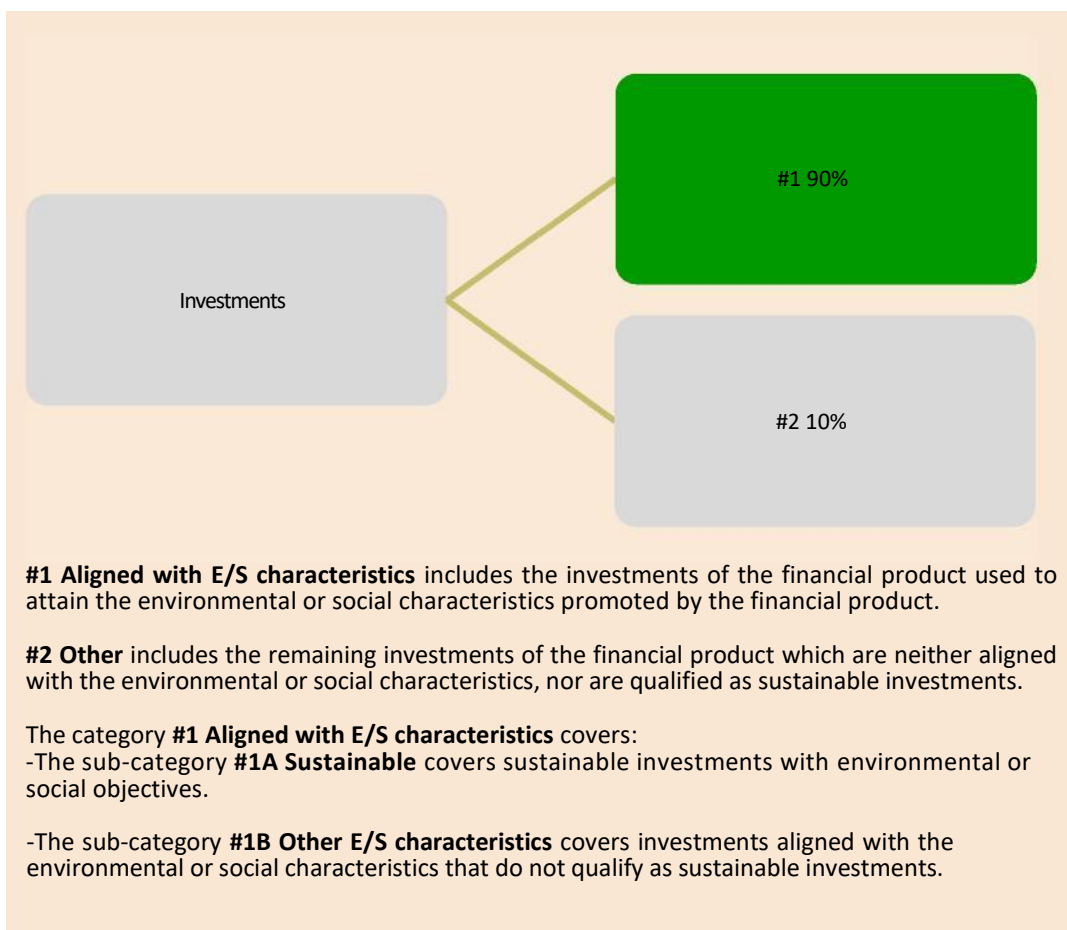 #1 90%
Investments
#2 10%
#1 Aligned with E/S characteristics includes the investments of the financial product used to
attain the environmental or social characteristics promoted by the financial product.
#2 Other includes the remaining investments of the financial product which are neither aligned
with the environmental or social characteristics, nor are qualified as sustainable investments.
The category #1 Aligned with E/S characteristics covers:
-The sub-category #1A Sustainable covers sustainable investments with environmental or
social objectives.
-The sub-category #1B Other E/S characteristics covers investments aligned with the
environmental or social characteristics that do not qualify as sustainable investments.